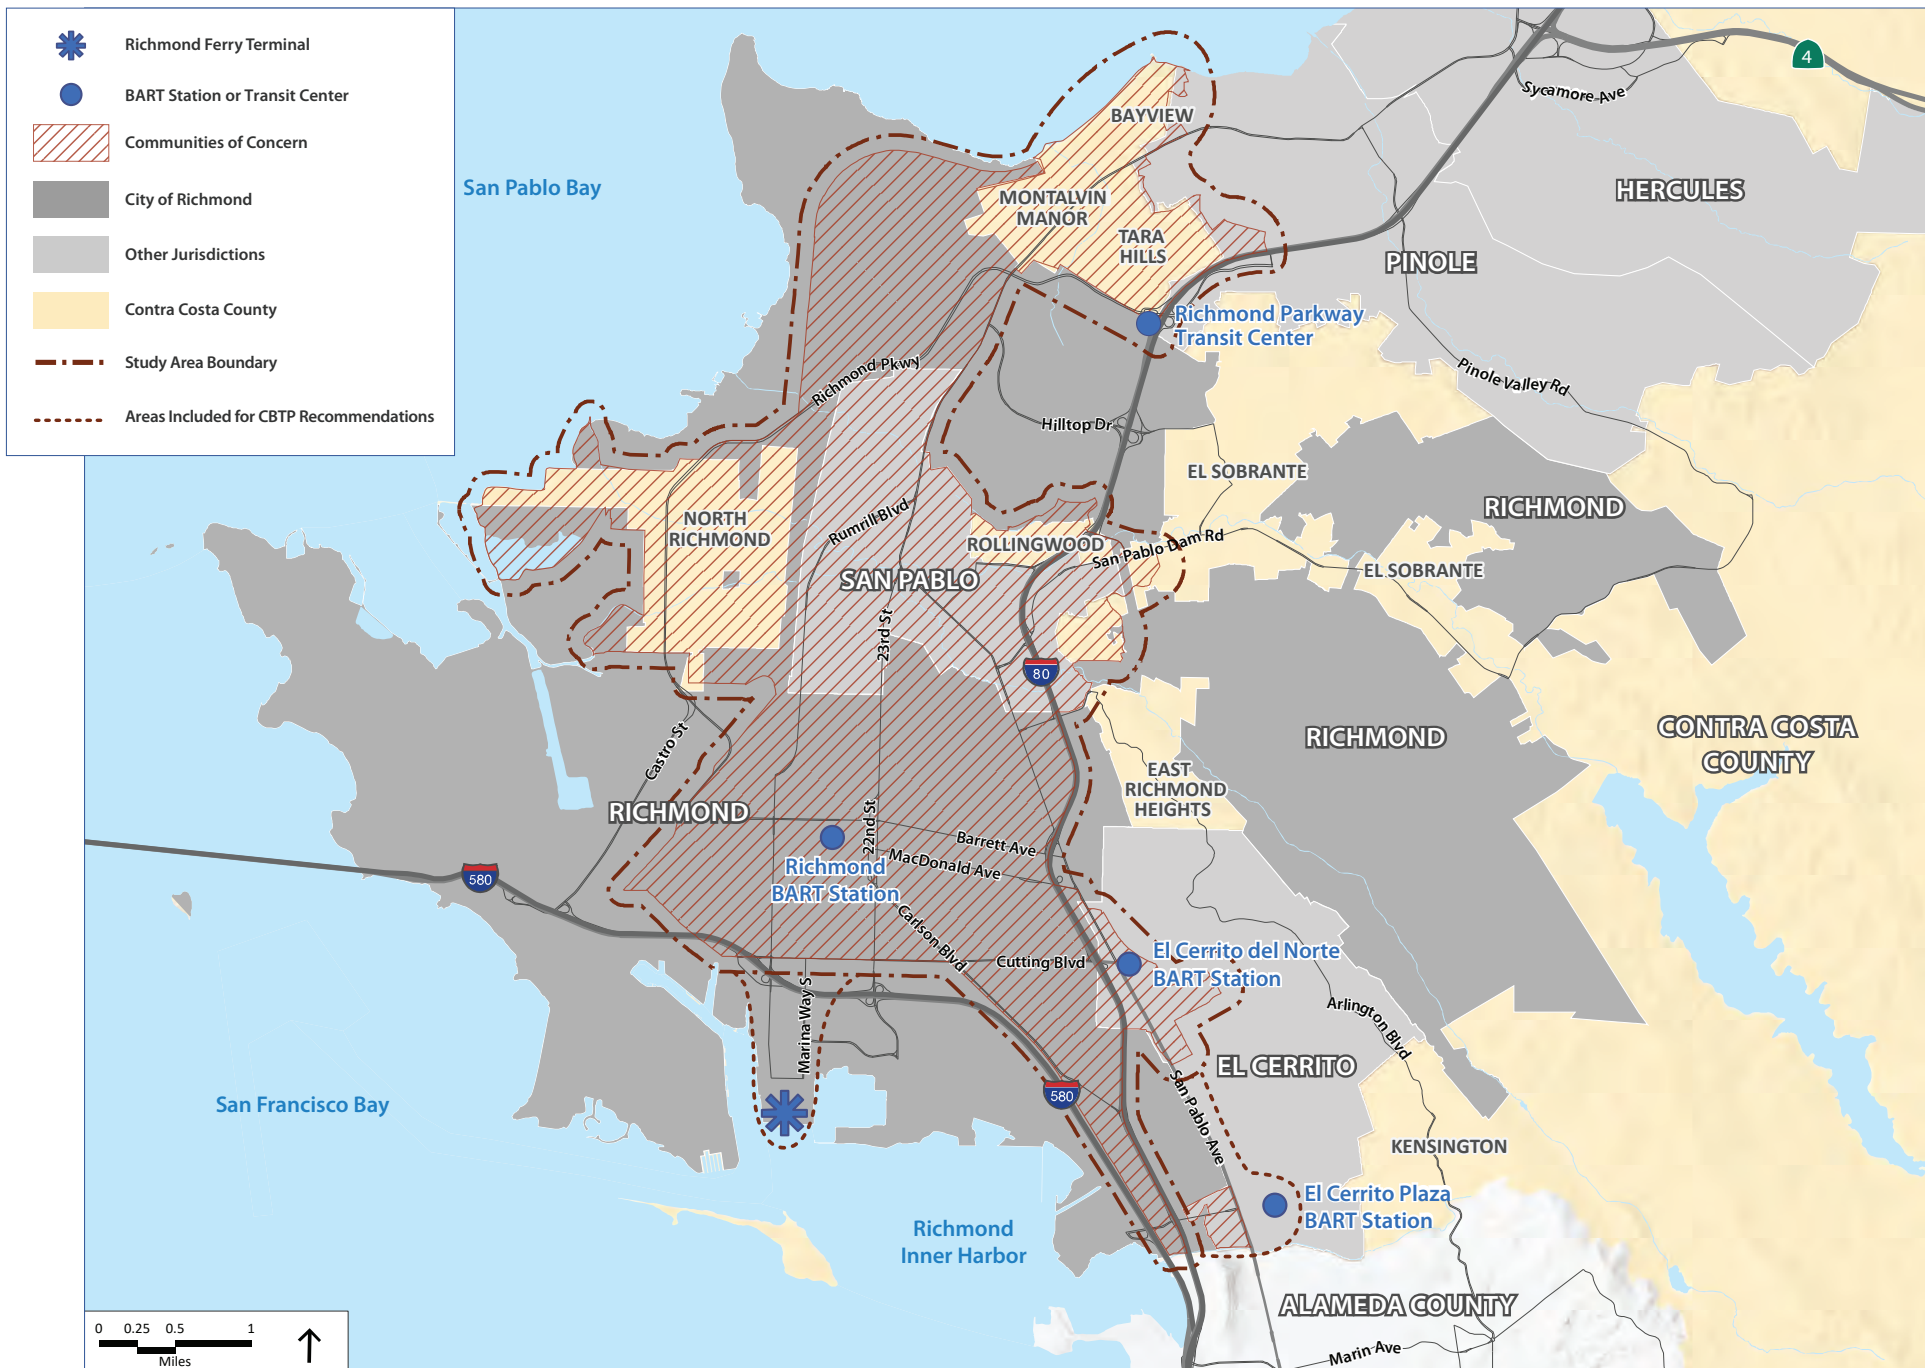 Richmond Ferry Terminal
BART Station or Transit Center
Communities of Concern
City of Richmond
Other Jurisdictions
Contra Costa County
Study Area Boundary
Areas Included for CBTP Recommendations
4
Sycamore Ave
BAYVIEW
San Pablo Bay
HERCULES
MONTALVIN
MANOR
TARA
HILLS
PINOLE
Richmond Parkway
Transit Center
Richmond Pkwy
Pinole Valley Rd
Hilltop Dr
EL SOBRANTE
RICHMOND
NORTH
RICHMOND
Rumrill Blvd
ROLLINGWOOD
San Pablo Dam Rd
SAN PABLO
EL SOBRANTE
23rd St
80
CONTRA COSTA
COUNTY
RICHMOND
Castro St
EAST
RICHMOND
HEIGHTS
RICHMOND
22nd St
Barrett Ave
MacDonald Ave
Richmond
BART Station
580
Carlson Blvd
Cutting Blvd
El Cerrito del Norte
BART Station
Marina Way S
Arlington Blvd
EL CERRITO
580
San Pablo Ave
San Francisco Bay
KENSINGTON
El Cerrito Plaza
BART Station
Richmond
Inner Harbor
ALAMEDA COUNTY
Marin Ave
0 0.25 0.5 1
Miles